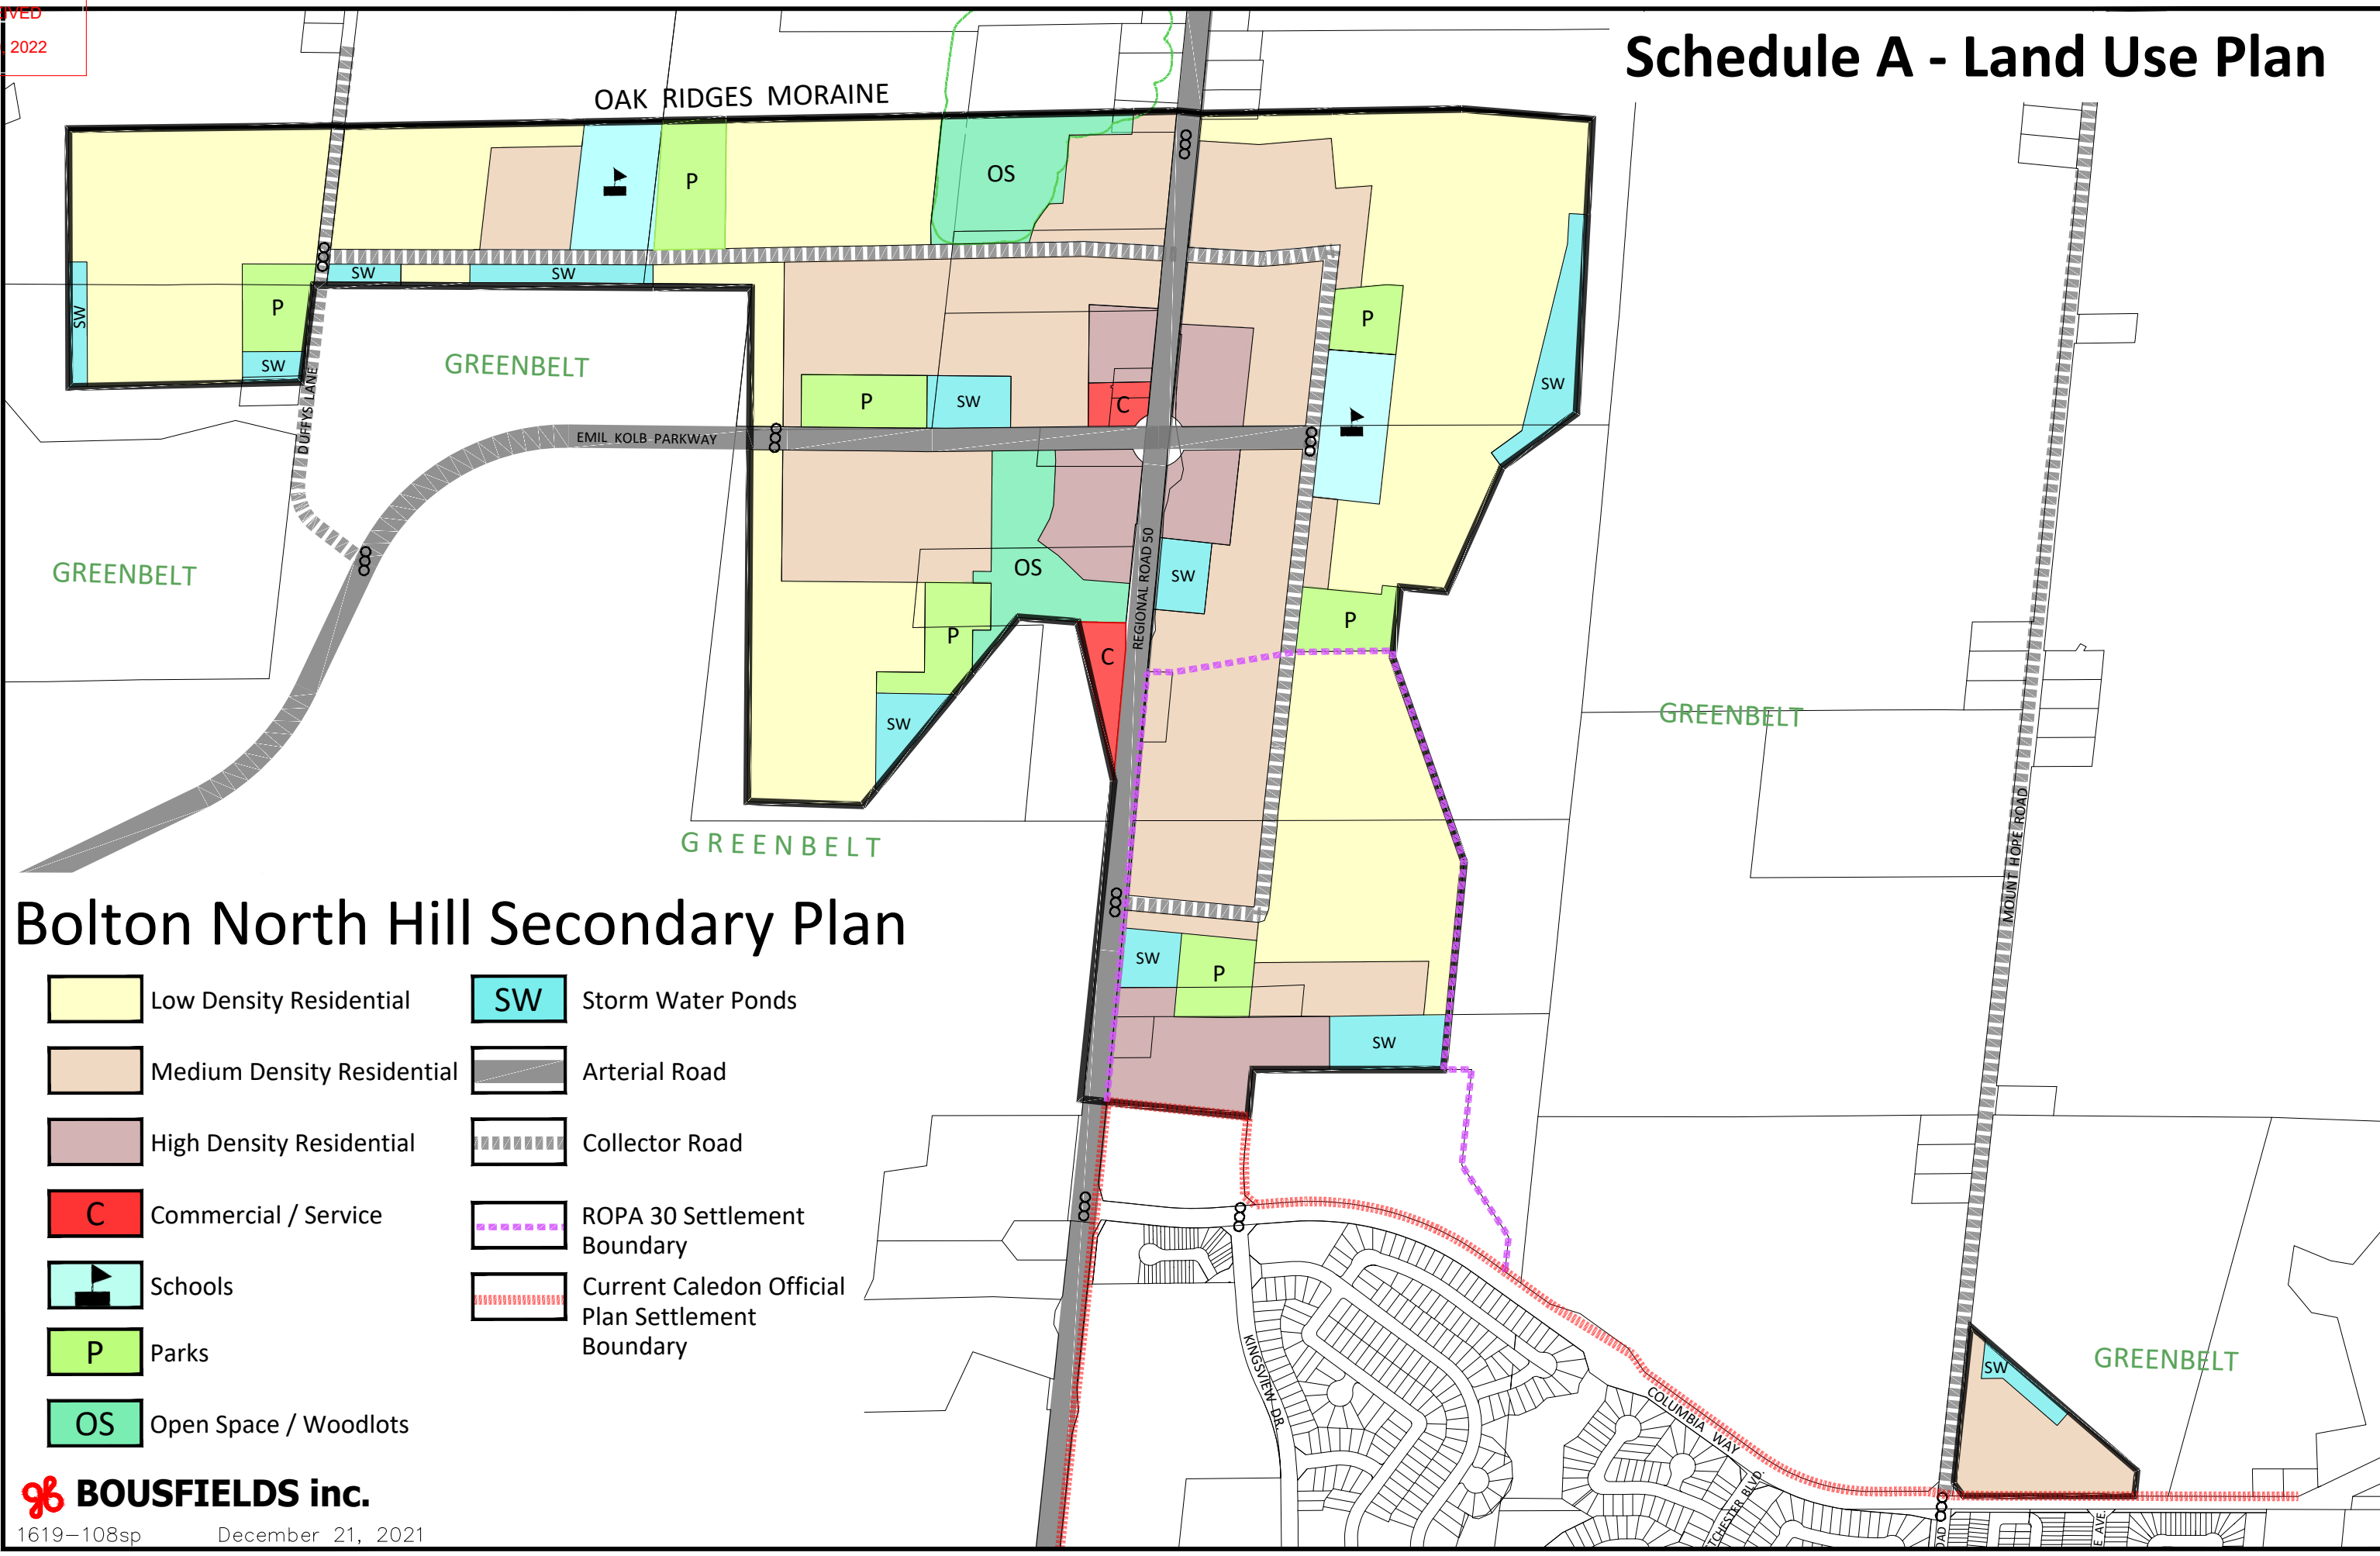 2022
Schedule A - Land Use Plan
OAK RIDGES MORAINE
OS
P
P
SW
SW
SW
P
SW
GREENBELT
DUFFYS LANE
EMIL KOLB PARKWAY
P
SW
C
P
SW
GREENBELT
OS
REGIONAL ROAD 50
SW
P
P
C
SW
GREENBELT
MOUNT HOPE ROAD
GREENBELT
SW
P
SW
Bolton North Hill Secondary Plan
Low Density Residential
Medium Density Residential
High Density Residential
C
Commercial / Service
Schools
P
Parks
OS
Open Space / Woodlots
SW
Storm Water Ponds
Arterial Road
Collector Road
ROPA 30 Settlement
Boundary
Current Caledon Official
Plan Settlement
Boundary
KINGSVIEW DR.
COLUMBIA WAY
SW
GREENBELT
BOUSFIELDS inc.
1619-108sp December 21, 2021